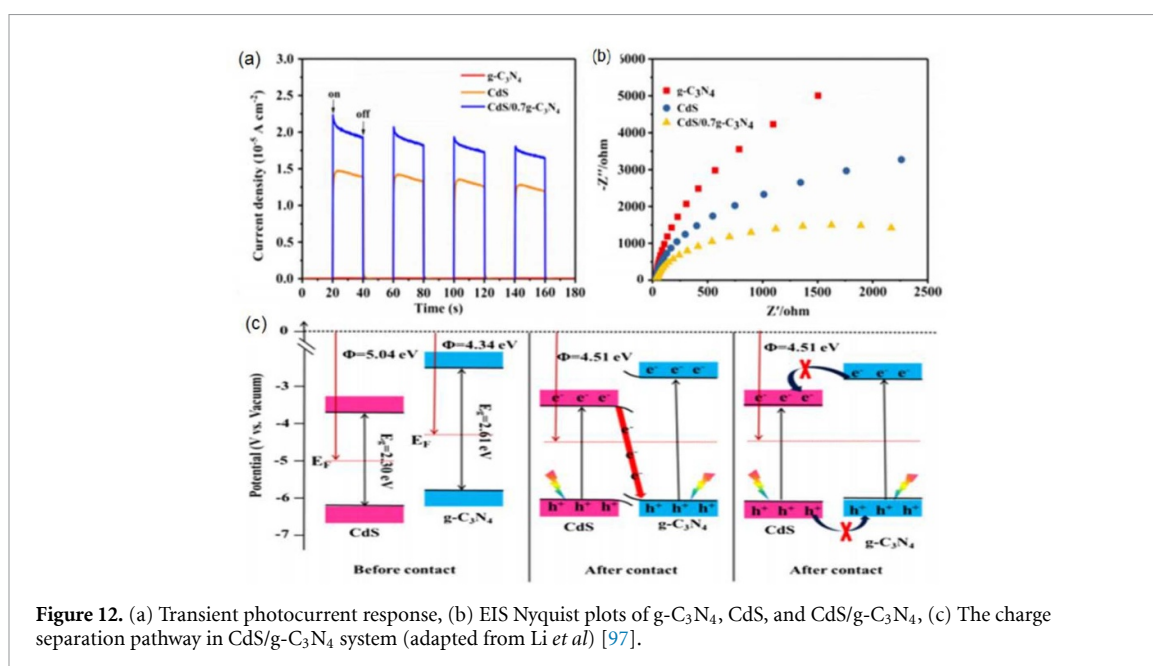 (a)
3.0
2.5
2.0
1.5
1.0
0.5
0.0
Current density (10⁻⁵ A cm⁻²)
g-C₃N₄
CdS
CdS/0.7g-C₃N₄
on
off
0 20 40 60 80 100 120 140 160 180
Time (s)
(b)
6000
5000
4000
3000
2000
1000
0
-Z''/ohm
g-C₃N₄
CdS
CdS/0.7g-C₃N₄
0 500 1000 1500 2000 2500
Z'/ohm
(c)
Potential (V vs. Vacuum)
0
-3
-4
-5
-6
-7
Φ=5.04 eV
Φ=4.34 eV
E_F
E_F
E_g=2.30 eV
E_g=2.61 eV
CdS
g-C₃N₄
Before contact
Φ=4.51 eV
e⁻ e⁻ e⁻
e⁻ e⁻ e⁻
e⁻
e⁻
e⁻
h⁺ h⁺ h⁺
h⁺ h⁺ h⁺
CdS
g-C₃N₄
After contact
Φ=4.51 eV
e⁻ e⁻ e⁻
e⁻ e⁻ e⁻
X
h⁺ h⁺ h⁺
h⁺ h⁺ h⁺
X
CdS
g-C₃N₄
After contact
Figure 12. (a) Transient photocurrent response, (b) EIS Nyquist plots of g-C₃N₄, CdS, and CdS/g-C₃N₄, (c) The charge
separation pathway in CdS/g-C₃N₄ system (adapted from Li et al) [97].